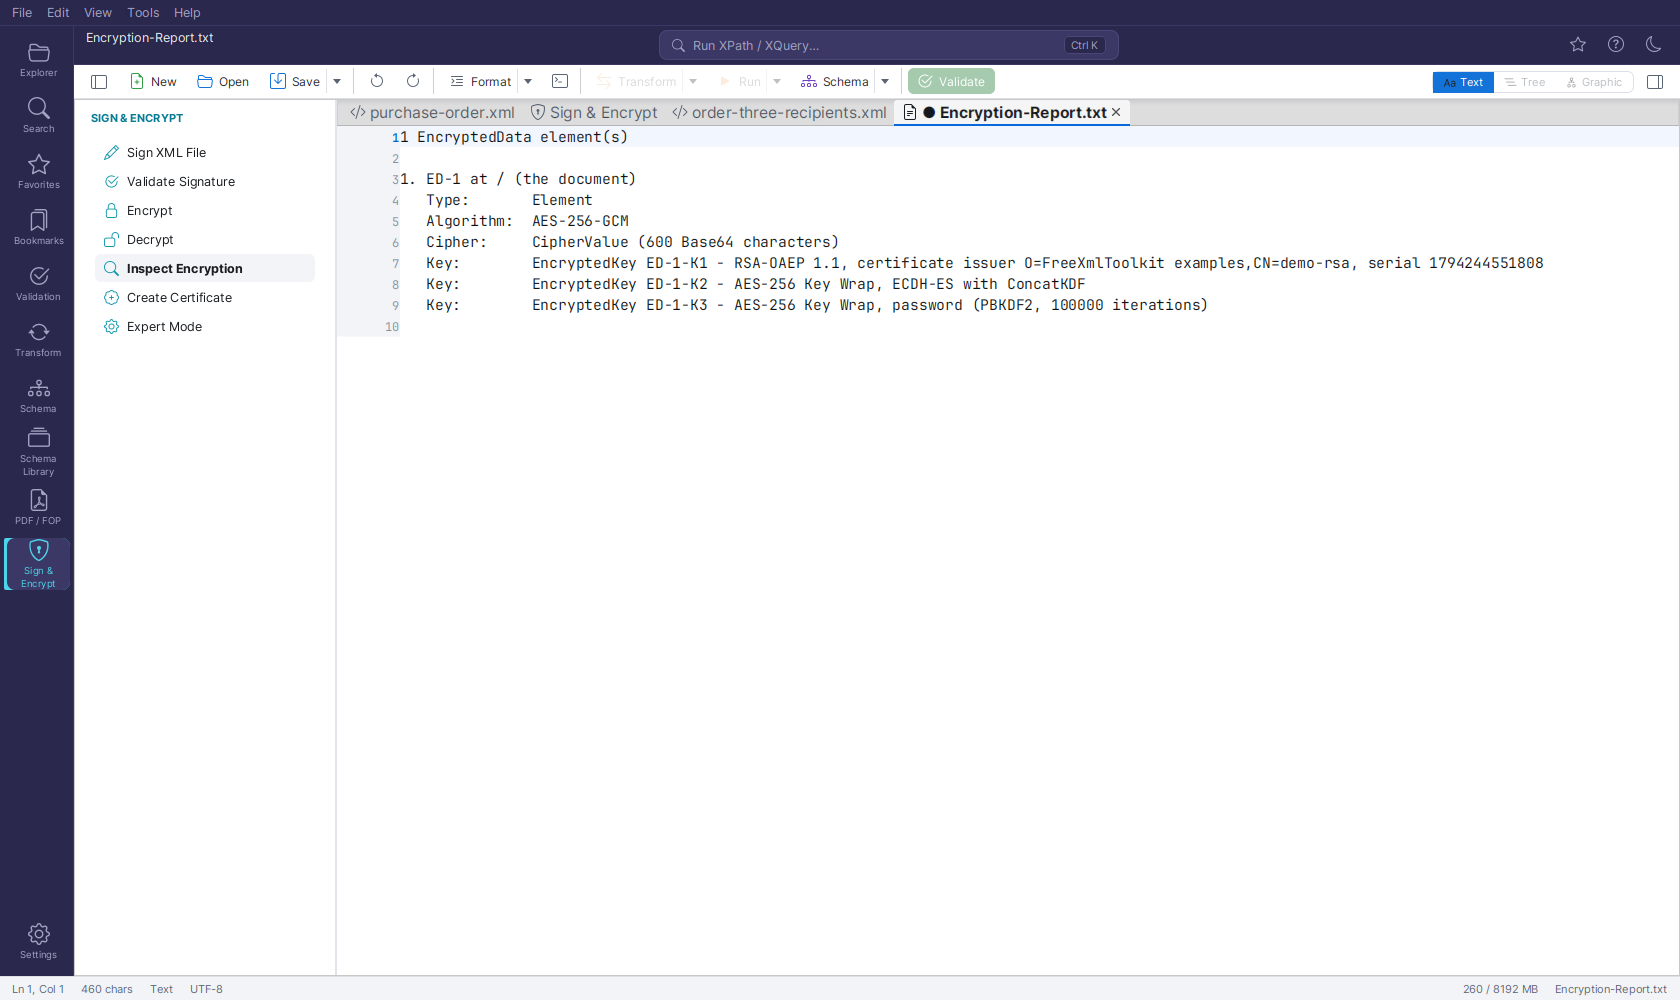 File Edit View Tools Help
Encryption-Report.txt
Run XPath / XQuery... Ctrl K
New Open Save Format Transform Run Schema Validate Aa Text Tree Graphic
Explorer
Search
Favorites
Bookmarks
Validation
Transform
Schema
Schema
Library
PDF / FOP
Sign &
Encrypt
Settings
SIGN & ENCRYPT
Sign XML File
Validate Signature
Encrypt
Decrypt
Inspect Encryption
Create Certificate
Expert Mode
purchase-order.xml Sign & Encrypt order-three-recipients.xml Encryption-Report.txt
1 1 EncryptedData element(s)
2
3 1. ED-1 at / (the document)
4 Type: Element
5 Algorithm: AES-256-GCM
6 Cipher: CipherValue (600 Base64 characters)
7 Key: EncryptedKey ED-1-K1 - RSA-OAEP 1.1, certificate issuer O=FreeXmlToolkit examples,CN=demo-rsa, serial 1794244551808
8 Key: EncryptedKey ED-1-K2 - AES-256 Key Wrap, ECDH-ES with ConcatKDF
9 Key: EncryptedKey ED-1-K3 - AES-256 Key Wrap, password (PBKDF2, 100000 iterations)
10
Ln 1, Col 1 460 chars Text UTF-8 260 / 8192 MB Encryption-Report.txt